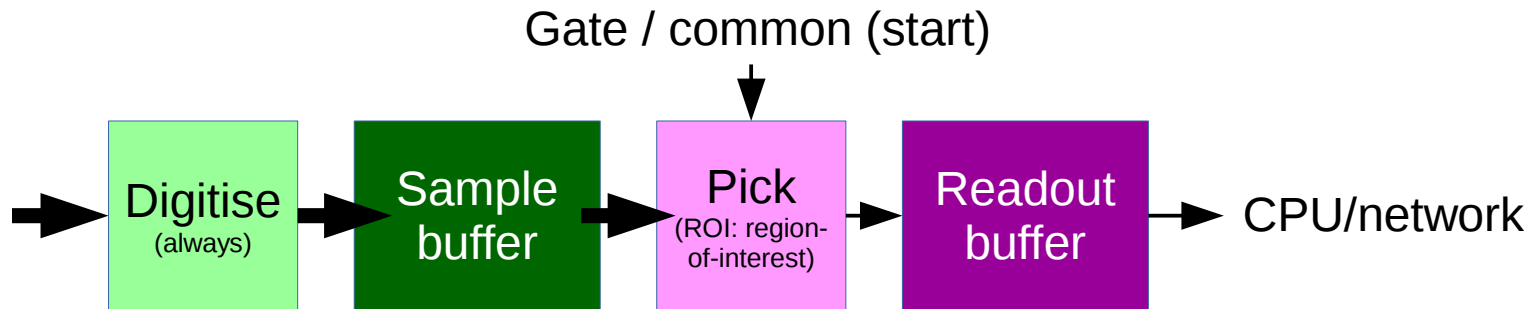 Gate / common (start)
Digitise
(always)
Sample
buffer
Pick
(ROI: region-
of-interest)
Readout
buffer
CPU/network